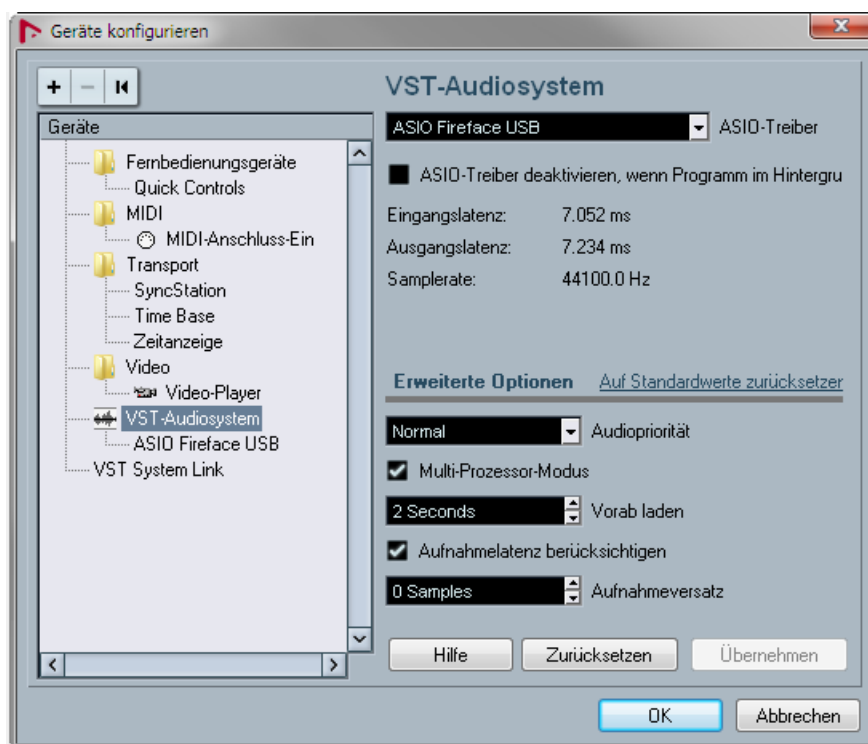 Geräte konfigurieren
VST-Audiosystem
Geräte
Fernbedienungsgeräte
Quick Controls
MIDI
MIDI-Anschluss-Ein
Transport
SyncStation
Time Base
Zeitanzeige
Video
Video-Player
VST-Audiosystem
ASIO Fireface USB
VST System Link
ASIO Fireface USB ASIO-Treiber
ASIO-Treiber deaktivieren, wenn Programm im Hintergru
Eingangslatenz: 7.052 ms
Ausgangslatenz: 7.234 ms
Samplerate: 44100.0 Hz
Erweiterte Optionen Auf Standardwerte zurücksetzer
Normal Audiopriorität
Multi-Prozessor-Modus
2 Seconds Vorab laden
Aufnahmelatenz berücksichtigen
0 Samples Aufnahmeversatz
Hilfe Zurücksetzen Übernehmen
OK Abbrechen